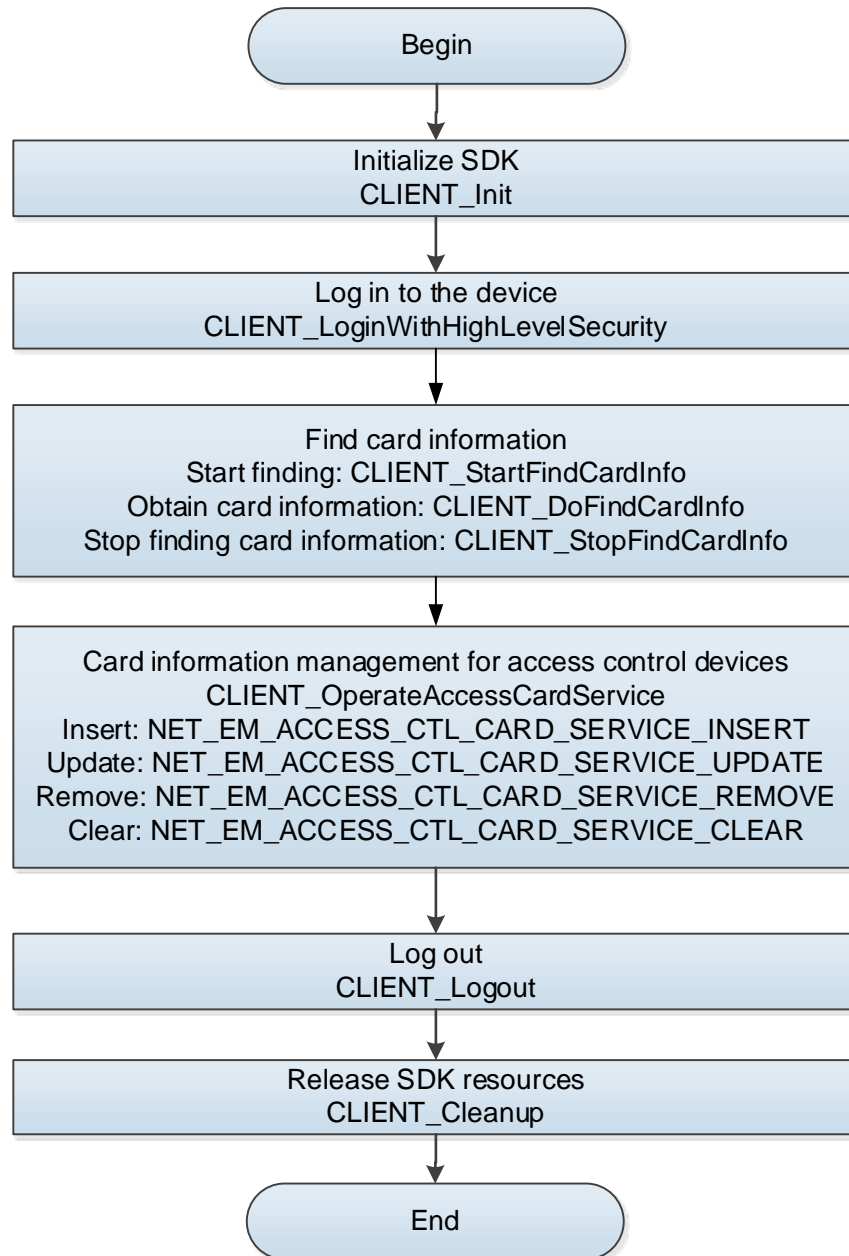 Begin
Initialize SDK
CLIENT_Init
Log in to the device
CLIENT_LoginWithHighLevelSecurity
Find card information
Start finding: CLIENT_StartFindCardInfo
Obtain card information: CLIENT_DoFindCardInfo
Stop finding card information: CLIENT_StopFindCardInfo
Card information management for access control devices
CLIENT_OperateAccessCardService
Insert: NET_EM_ACCESS_CTL_CARD_SERVICE_INSERT
Update: NET_EM_ACCESS_CTL_CARD_SERVICE_UPDATE
Remove: NET_EM_ACCESS_CTL_CARD_SERVICE_REMOVE
Clear: NET_EM_ACCESS_CTL_CARD_SERVICE_CLEAR
Log out
CLIENT_Logout
Release SDK resources
CLIENT_Cleanup
End